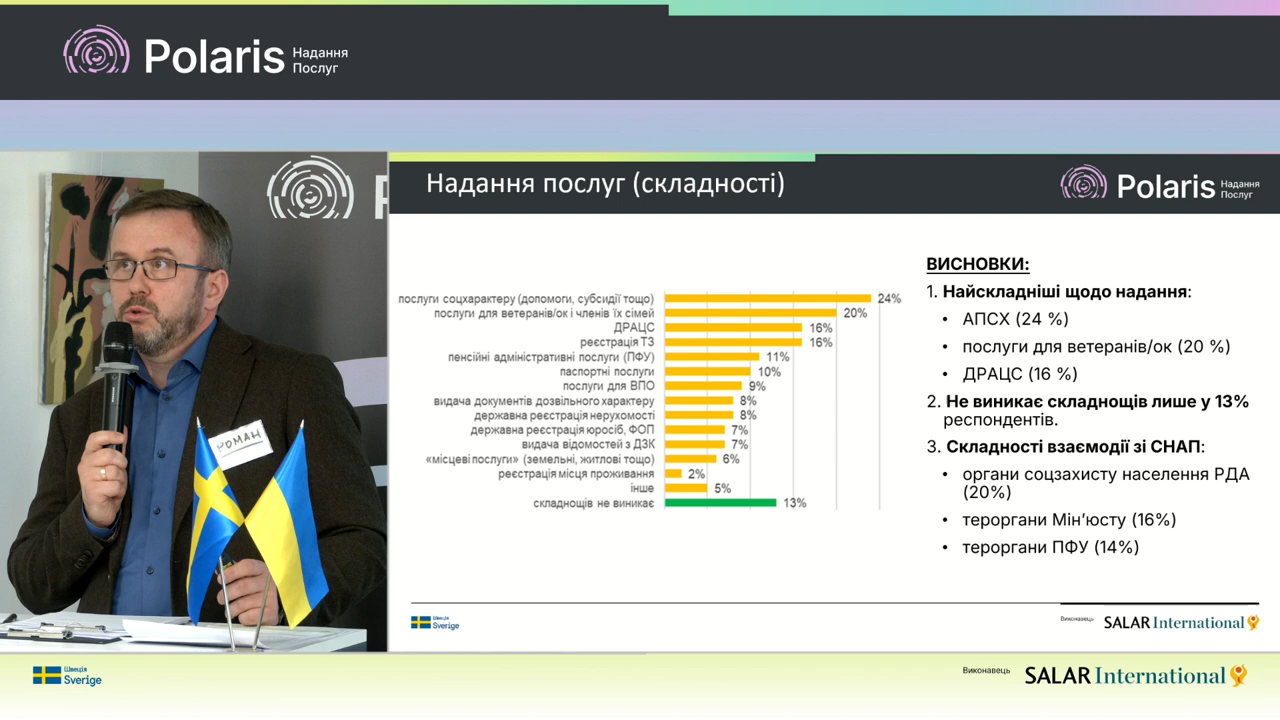 Polaris Надання Послуг
Надання послуг (складності)
Polaris Надання Послуг
P
РОМАН
послуги соцхарактеру (допомоги, субсидії тощо) 24%
послуги для ветеранів/ок і членів їх сімей 20%
ДРАЦС 16%
реєстрація ТЗ 16%
пенсійні адміністративні послуги (ПФУ) 11%
паспортні послуги 10%
послуги для ВПО 9%
видача документів дозвільного характеру 8%
державна реєстрація нерухомості 8%
державна реєстрація юросіб, ФОП 7%
видача відомостей з ДЗК 7%
«місцеві послуги» (земельні, житлові тощо) 6%
реєстрація місця проживання 2%
інше 5%
складнощів не виникає 13%
ВИСНОВКИ:
1. Найскладніші щодо надання:
• АПСХ (24 %)
• послуги для ветеранів/ок (20 %)
• ДРАЦС (16 %)
2. Не виникає складнощів лише у 13%
респондентів.
3. Складності взаємодії зі СНАП:
• органи соцзахисту населення РДА
(20%)
• терорганы Мін’юсту (16%)
• тероргани ПФУ (14%)
Швеція
Sverige
Виконавець SALAR International
Швеція
Sverige
Виконавець SALAR International